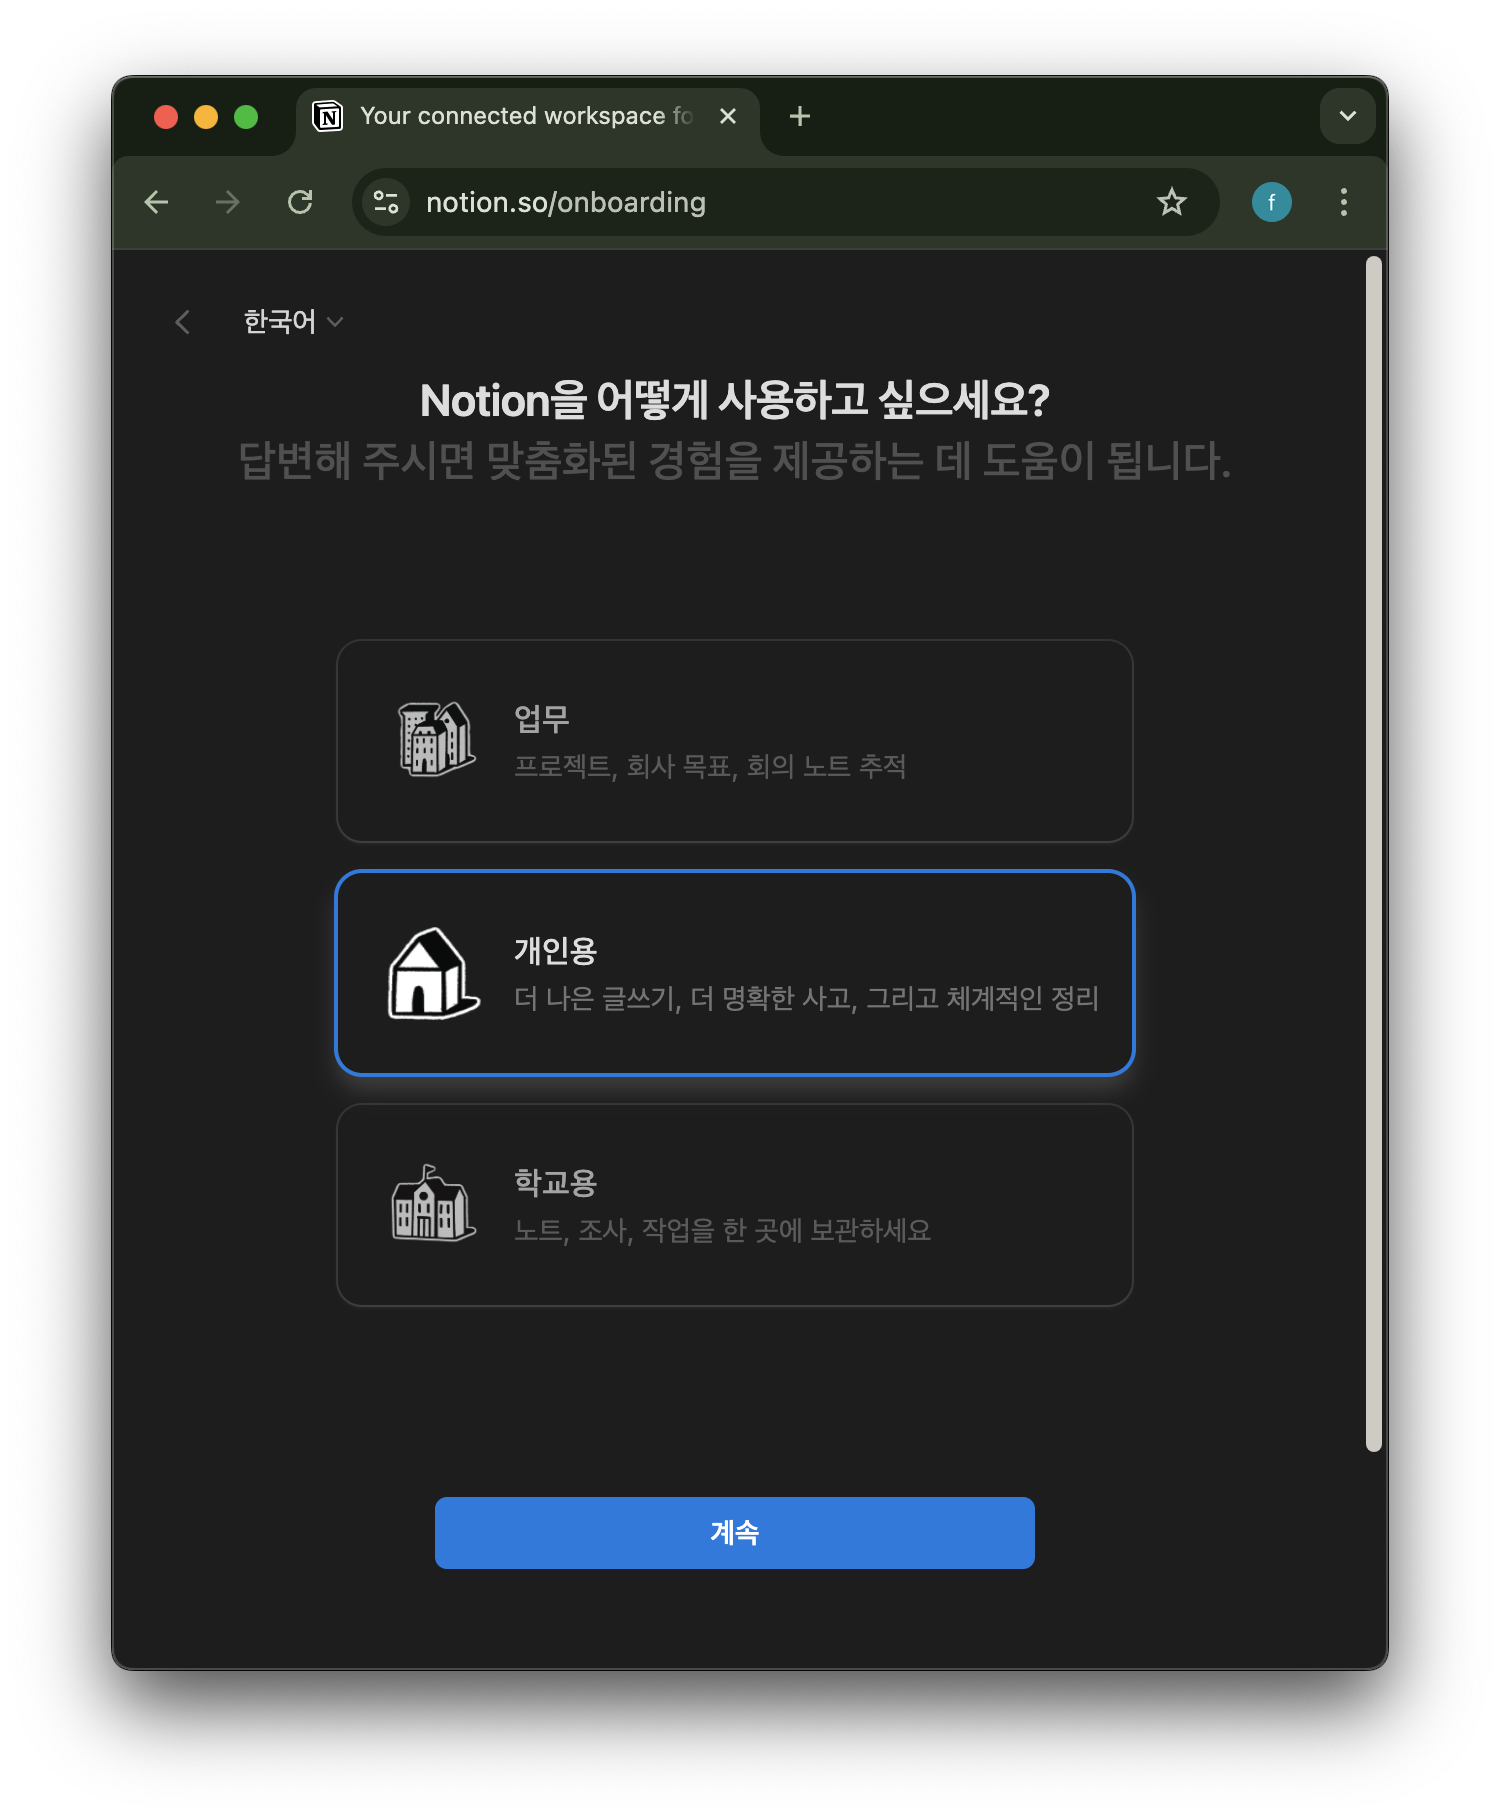 Your connected workspace fo
notion.so/onboarding
f
한국어
Notion을 어떻게 사용하고 싶으세요?
답변해 주시면 맞춤화된 경험을 제공하는 데 도움이 됩니다.
업무
프로젝트, 회사 목표, 회의 노트 추적
개인용
더 나은 글쓰기, 더 명확한 사고, 그리고 체계적인 정리
학교용
노트, 조사, 작업을 한 곳에 보관하세요
계속